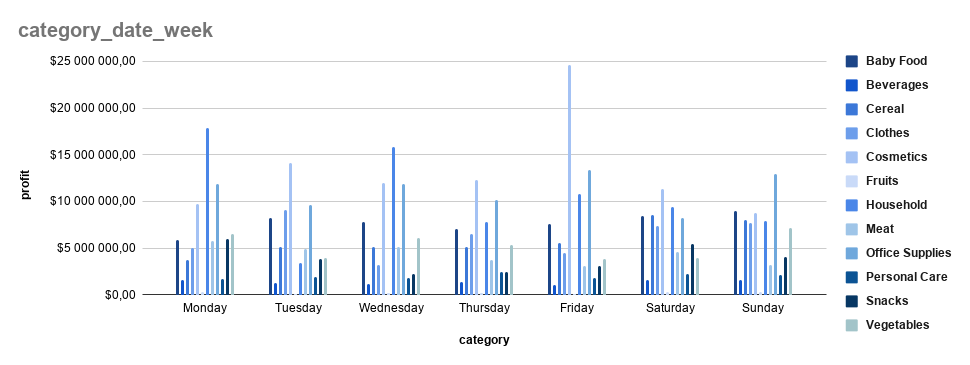 category_date_week
$25 000 000,00
$20 000 000,00
$15 000 000,00
$10 000 000,00
$5 000 000,00
$0,00
profit
Monday Tuesday Wednesday Thursday Friday Saturday Sunday
category
Baby Food
Beverages
Cereal
Clothes
Cosmetics
Fruits
Household
Meat
Office Supplies
Personal Care
Snacks
Vegetables